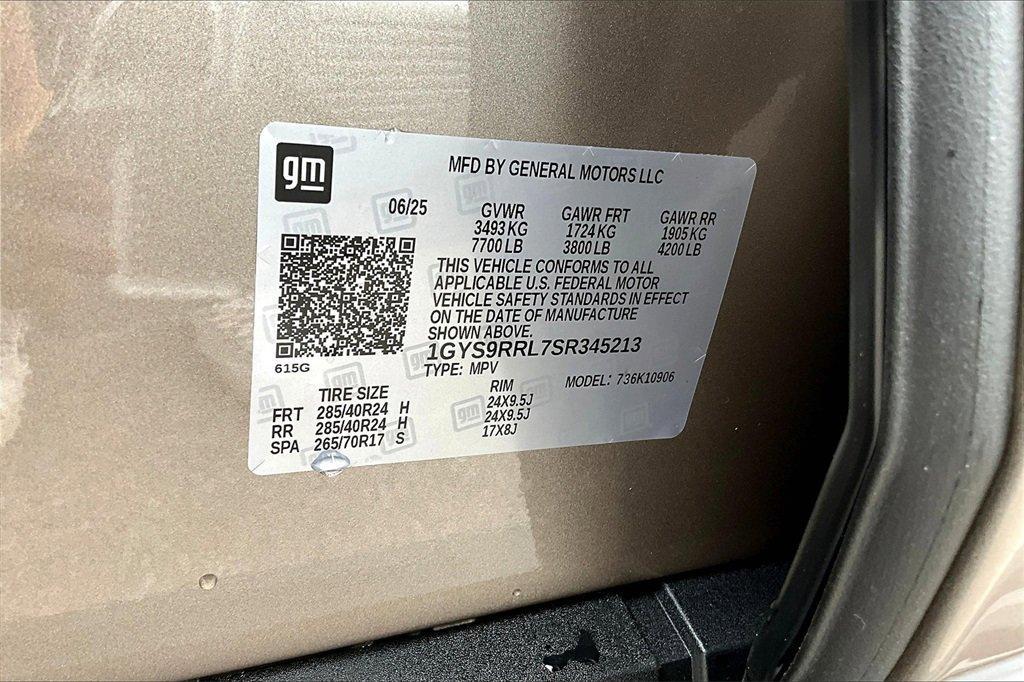 gm
MFD BY GENERAL MOTORS LLC
06/25 GVWR GAWR FRT GAWR RR
3493 KG 1724 KG 1905 KG
7700 LB 3800 LB 4200 LB
THIS VEHICLE CONFORMS TO ALL
APPLICABLE U.S. FEDERAL MOTOR
VEHICLE SAFETY STANDARDS IN EFFECT
ON THE DATE OF MANUFACTURE
SHOWN ABOVE.
1GYS9RRL7SR345213
615G
TYPE: MPV MODEL: 736K10906
TIRE SIZE RIM
FRT 285/40R24 H 24X9.5J
RR 285/40R24 H 24X9.5J
SPA 265/70R17 S 17X8J